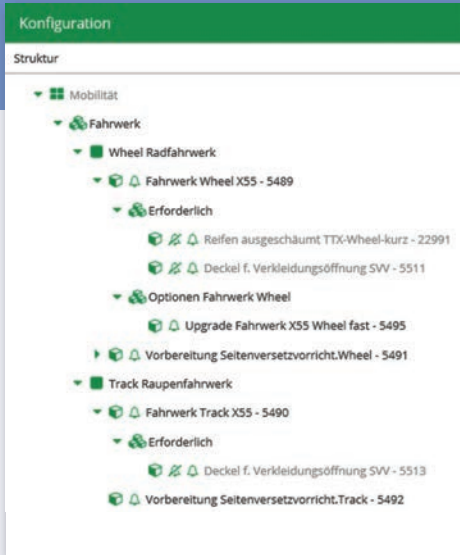 Konfiguration
Struktur
Mobilität
Fahrwerk
Wheel Radfahrwerk
Fahrwerk Wheel X55 - 5489
Erforderlich
Reifen ausgeschäumt TTX-Wheel-kurz - 22991
Deckel f. Verkleidungsöffnung SVV - 5511
Optionen Fahrwerk Wheel
Upgrade Fahrwerk X55 Wheel fast - 5495
Vorbereitung Seitenversetzvorricht.Wheel - 5491
Track Raupenfahrwerk
Fahrwerk Track X55 - 5490
Erforderlich
Deckel f. Verkleidungsöffnung SVV - 5513
Vorbereitung Seitenversetzvorricht.Track - 5492